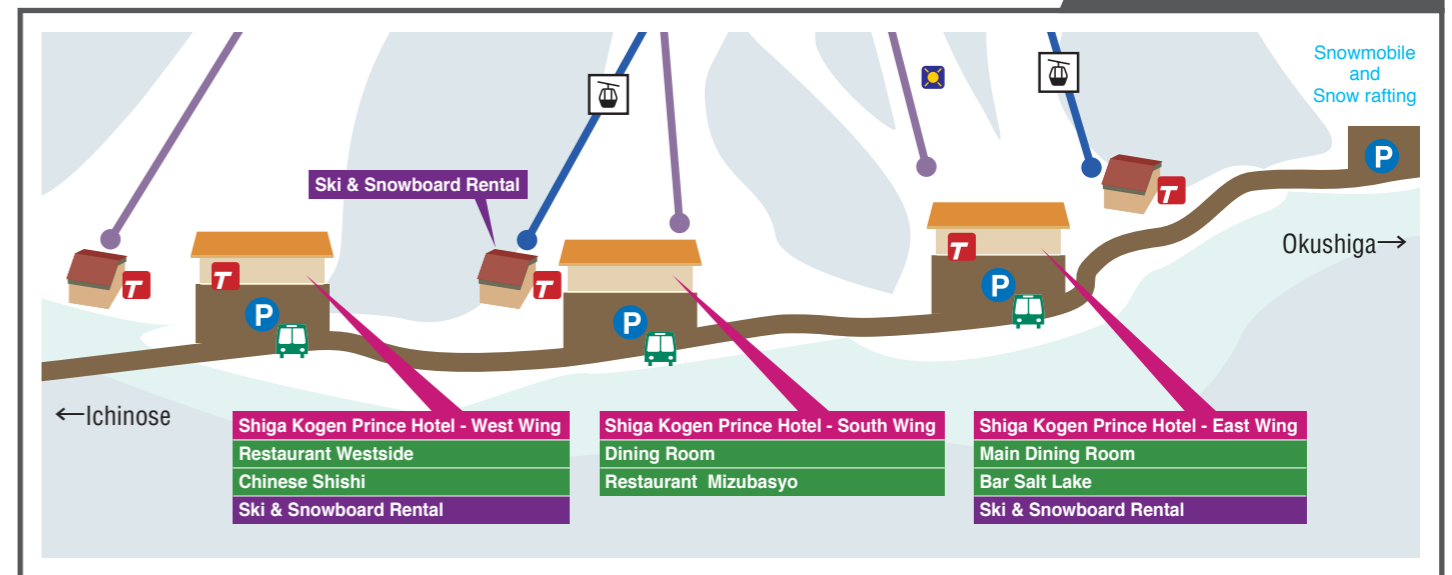 Snowmobile
and
Snow rafting
P
Ski & Snowboard Rental
T
Okushiga→
T
T
T
T
P
P
P
←Ichinose
Shiga Kogen Prince Hotel - West Wing
Restaurant Westside
Chinese Shishi
Ski & Snowboard Rental
Shiga Kogen Prince Hotel - South Wing
Dining Room
Restaurant Mizubasyo
Shiga Kogen Prince Hotel - East Wing
Main Dining Room
Bar Salt Lake
Ski & Snowboard Rental